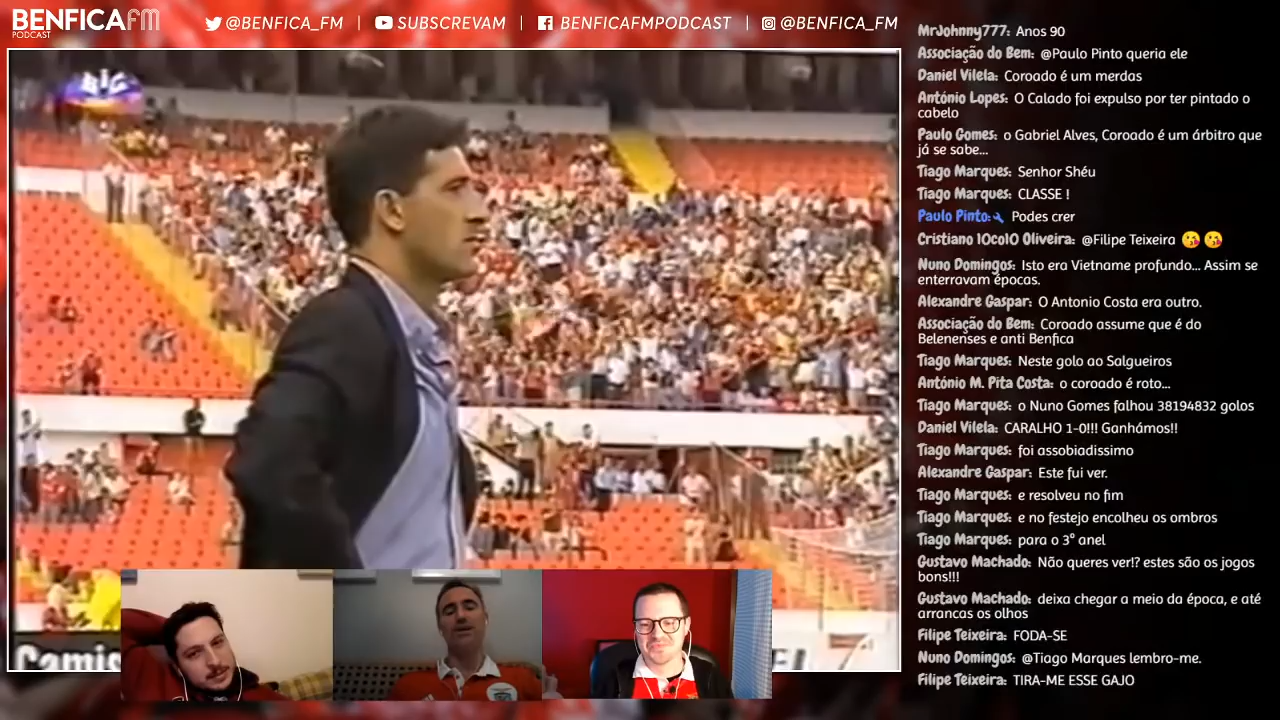 BENFICA FM
PODCAST
@BENFICA_FM | SUBSCREVAM | BENFICAFMPODCAST | @BENFICA_FM
SIC
Camis
MrJohnny777: Anos 90
Associação do Bem: @Paulo Pinto queria ele
Daniel Vilela: Coroado é um merdas
António Lopes: O Calado foi expulso por ter pintado o
cabelo
Paulo Gomes: o Gabriel Alves, Coroado é um árbitro que
já se sabe...
Tiago Marques: Senhor Shéu
Tiago Marques: CLASSE !
Paulo Pinto: Podes crer
Cristiano 10co10 Oliveira: @Filipe Teixeira 😘 😘
Nuno Domingos: Isto era Vietname profundo... Assim se
enterravam épocas.
Alexandre Gaspar: O Antonio Costa era outro.
Associação do Bem: Coroado assume que é do
Belenenses e anti Benfica
Tiago Marques: Neste golo ao Salgueiros
António M. Pita Costa: o coroado é roto...
Tiago Marques: o Nuno Gomes falhou 38194832 golos
Daniel Vilela: CARALHO 1-0!!! Ganhámos!!
Tiago Marques: foi assobiadissimo
Alexandre Gaspar: Este fui ver.
Tiago Marques: e resolveu no fim
Tiago Marques: e no festejo encolheu os ombros
Tiago Marques: para o 3º anel
Gustavo Machado: Não queres ver!? estes são os jogos
bons!!!
Gustavo Machado: deixa chegar a meio da época, e até
arrancas os olhos
Filipe Teixeira: FODA-SE
Nuno Domingos: @Tiago Marques lembro-me.
Filipe Teixeira: TIRA-ME ESSE GAJO